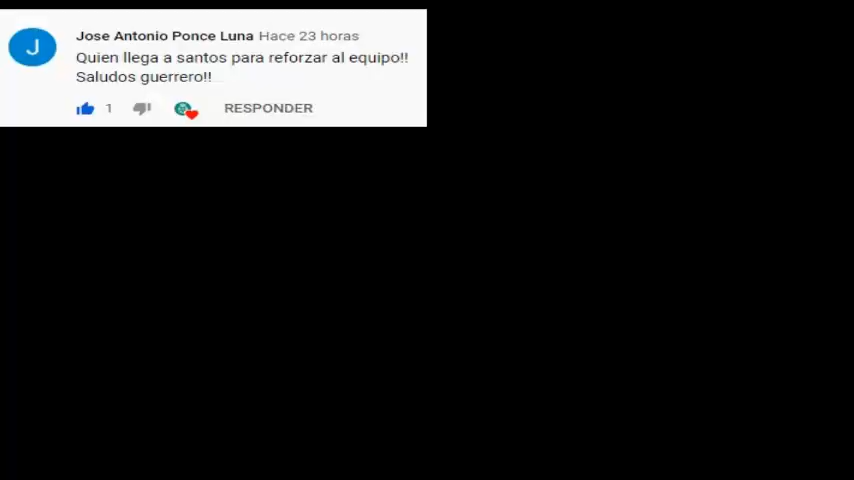 J
Jose Antonio Ponce Luna Hace 23 horas
Quien llega a santos para reforzar al equipo!!
Saludos guerrero!!
1 RESPONDER